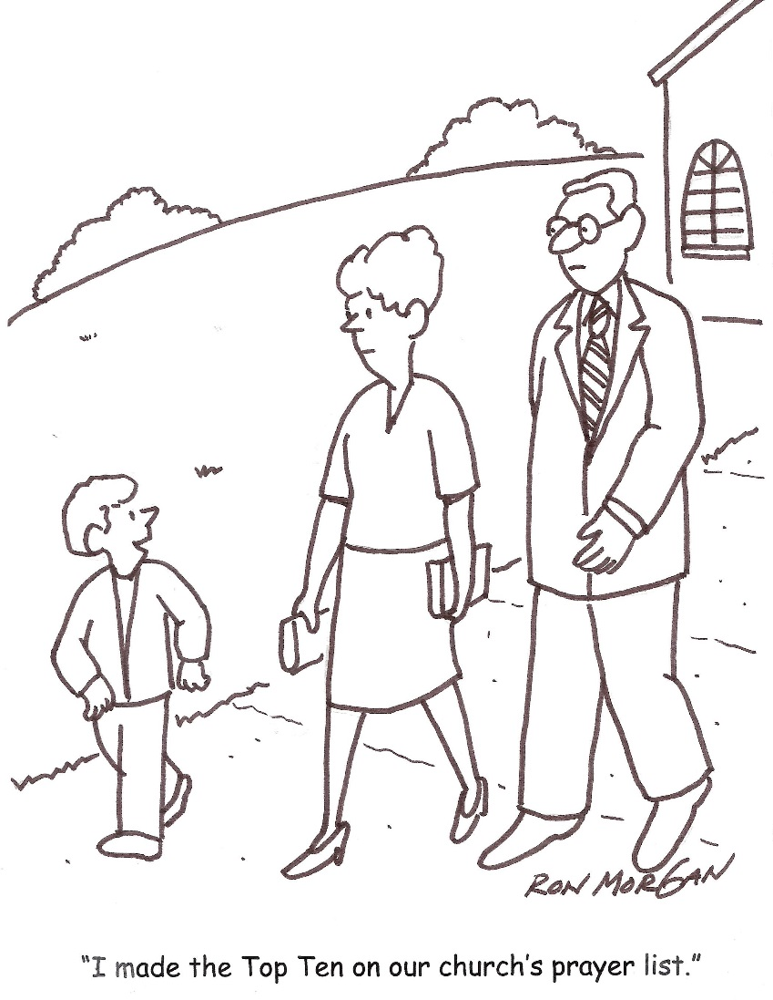 RON MORGAN
"I made the Top Ten on our church's prayer list."